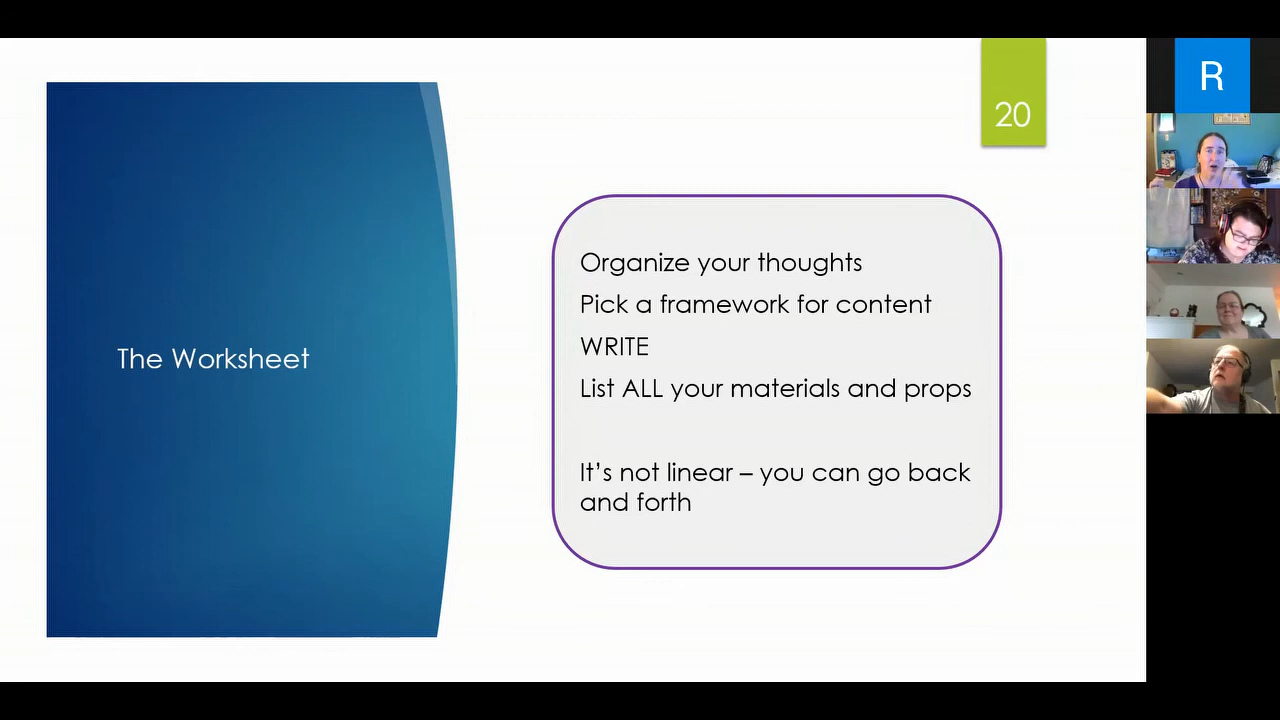 20
The Worksheet
Organize your thoughts
Pick a framework for content
WRITE
List ALL your materials and props
It's not linear – you can go back
and forth
R